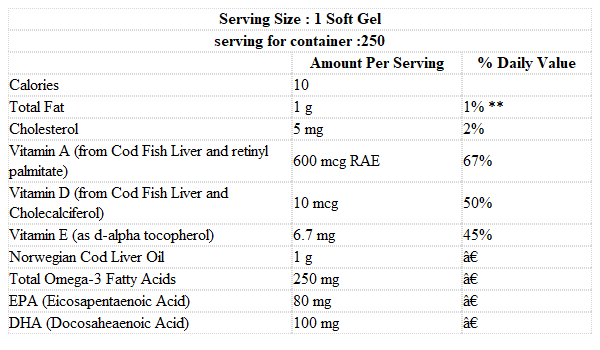 Serving Size : 1 Soft Gel
serving for container :250
Amount Per Serving % Daily Value
Calories 10
Total Fat 1 g 1% **
Cholesterol 5 mg 2%
Vitamin A (from Cod Fish Liver and retinyl
palmitate) 600 mcg RAE 67%
Vitamin D (from Cod Fish Liver and
Cholecalciferol) 10 mcg 50%
Vitamin E (as d-alpha tocopherol) 6.7 mg 45%
Norwegian Cod Liver Oil 1 g â€
Total Omega-3 Fatty Acids 250 mg â€
EPA (Eicosapentaenoic Acid) 80 mg â€
DHA (Docosaheaenoic Acid) 100 mg â€